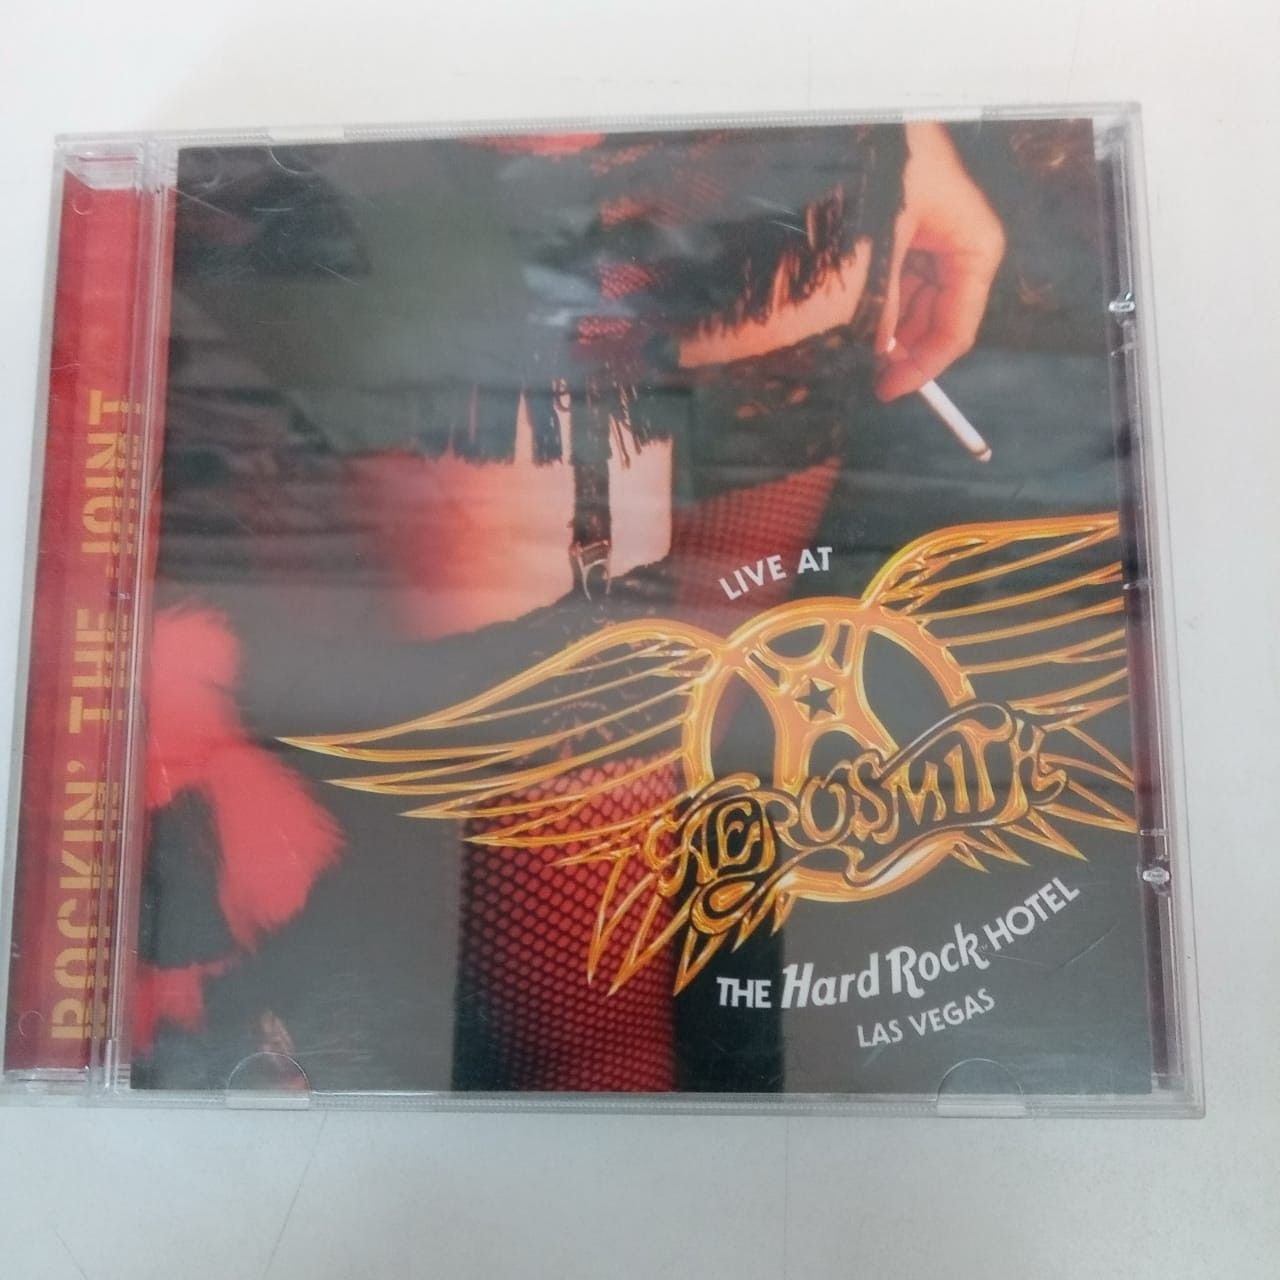 ROCKIN' THE JOINT
LIVE AT
AEROSMITH
THE Hard Rock HOTEL
LAS VEGAS